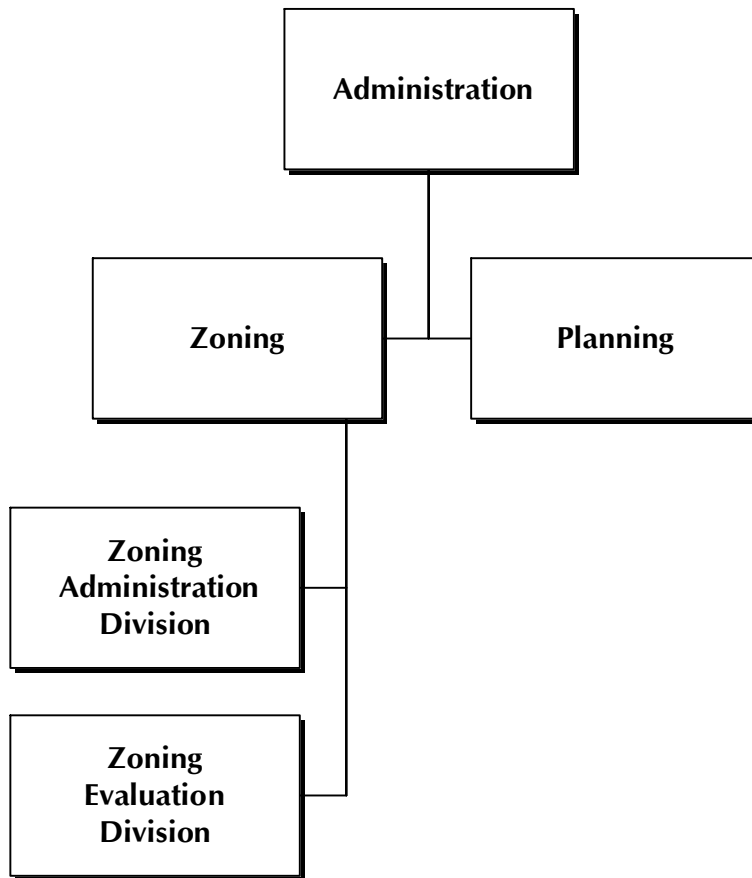 Administration
Zoning
Planning
Zoning
Administration
Division
Zoning
Evaluation
Division